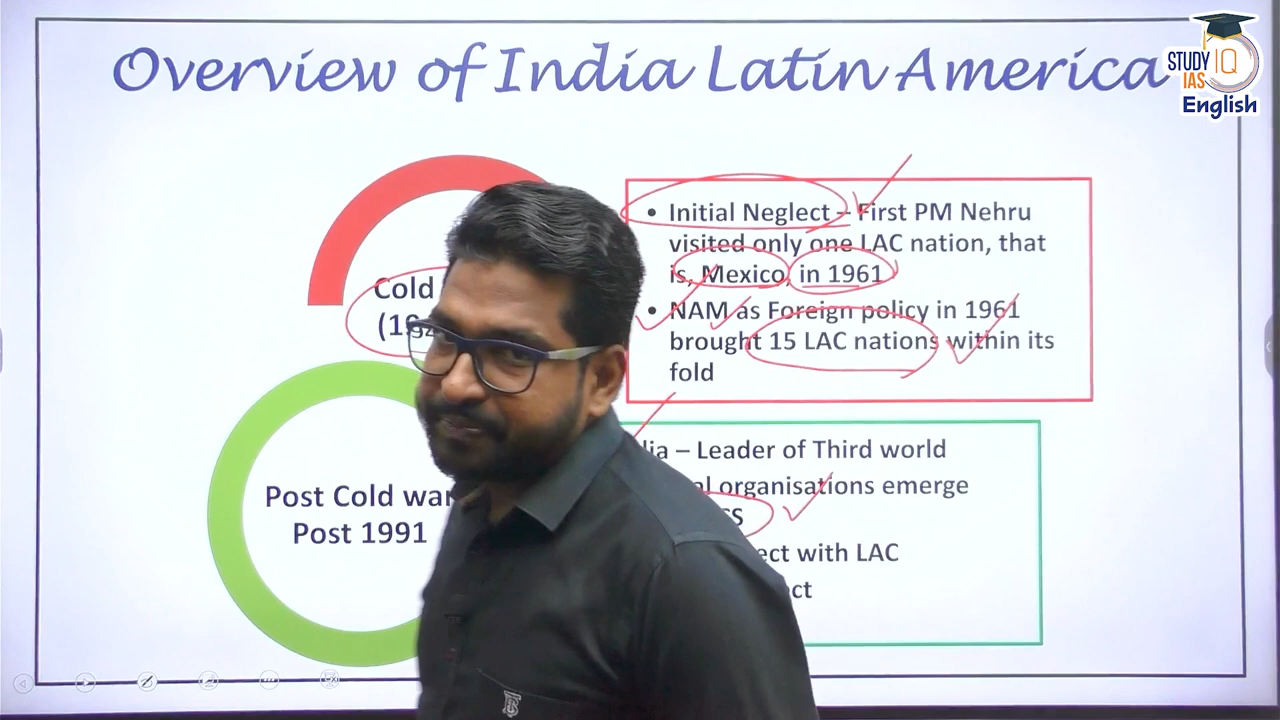 Overview of India Latin America
STUDY IQ
IAS
English
Cold
• Initial Neglect – First PM Nehru
visited only one LAC nation, that
is, Mexico, in 1961
• NAM as Foreign policy in 1961
brought 15 LAC nations within its
fold
Post Cold war
Post 1991
– Leader of Third world
organisations emerge
with LAC